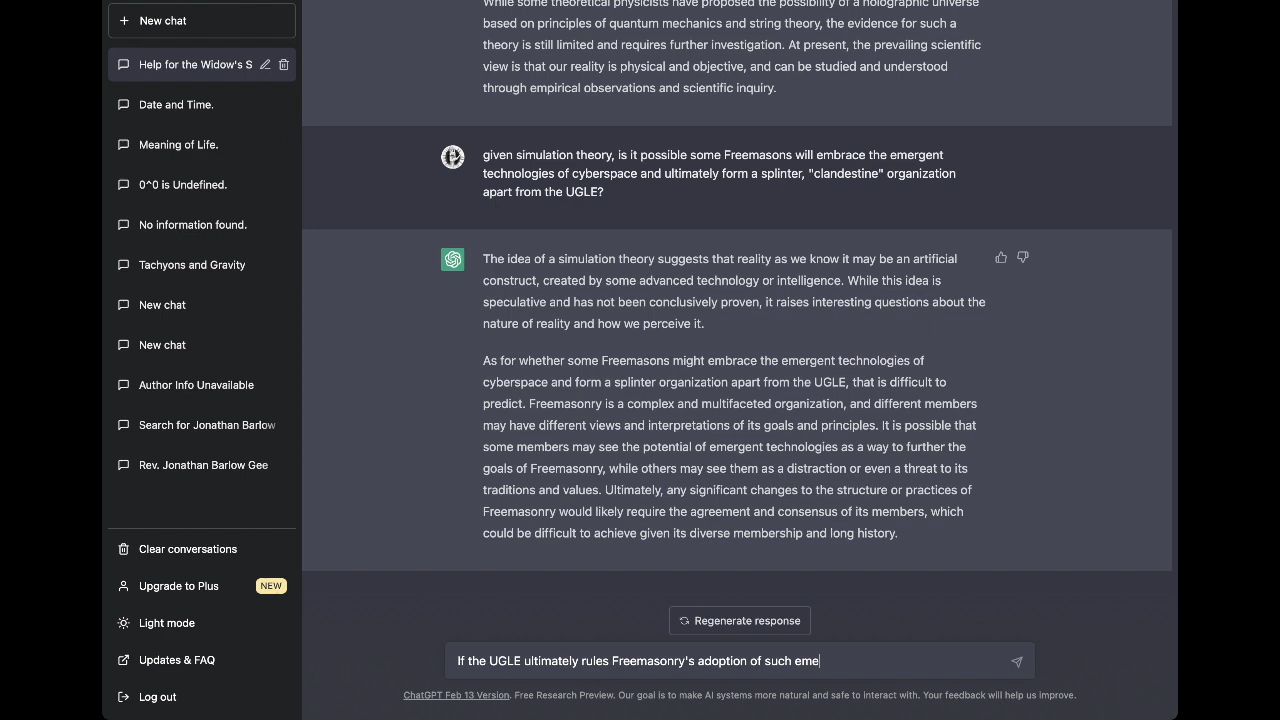 New chat
Help for the Widow's S
Date and Time.
Meaning of Life.
0^0 is Undefined.
No information found.
Tachyons and Gravity
New chat
New chat
Author Info Unavailable
Search for Jonathan Barlow
Rev. Jonathan Barlow Gee
Clear conversations
Upgrade to Plus NEW
Light mode
Updates & FAQ
Log out
While some theoretical physicists have proposed the possibility of a holographic universe
based on principles of quantum mechanics and string theory, the evidence for such a
theory is still limited and requires further investigation. At present, the prevailing scientific
view is that our reality is physical and objective, and can be studied and understood
through empirical observations and scientific inquiry.
given simulation theory, is it possible some Freemasons will embrace the emergent
technologies of cyberspace and ultimately form a splinter, "clandestine" organization
apart from the UGLE?
The idea of a simulation theory suggests that reality as we know it may be an artificial
construct, created by some advanced technology or intelligence. While this idea is
speculative and has not been conclusively proven, it raises interesting questions about the
nature of reality and how we perceive it.
As for whether some Freemasons might embrace the emergent technologies of
cyberspace and form a splinter organization apart from the UGLE, that is difficult to
predict. Freemasonry is a complex and multifaceted organization, and different members
may have different views and interpretations of its goals and principles. It is possible that
some members may see the potential of emergent technologies as a way to further the
goals of Freemasonry, while others may see them as a distraction or even a threat to its
traditions and values. Ultimately, any significant changes to the structure or practices of
Freemasonry would likely require the agreement and consensus of its members, which
could be difficult to achieve given its diverse membership and long history.
Regenerate response
If the UGLE ultimately rules Freemasonry's adoption of such eme
ChatGPT Feb 13 Version. Free Research Preview. Our goal is to make AI systems more natural and safe to interact with. Your feedback will help us improve.